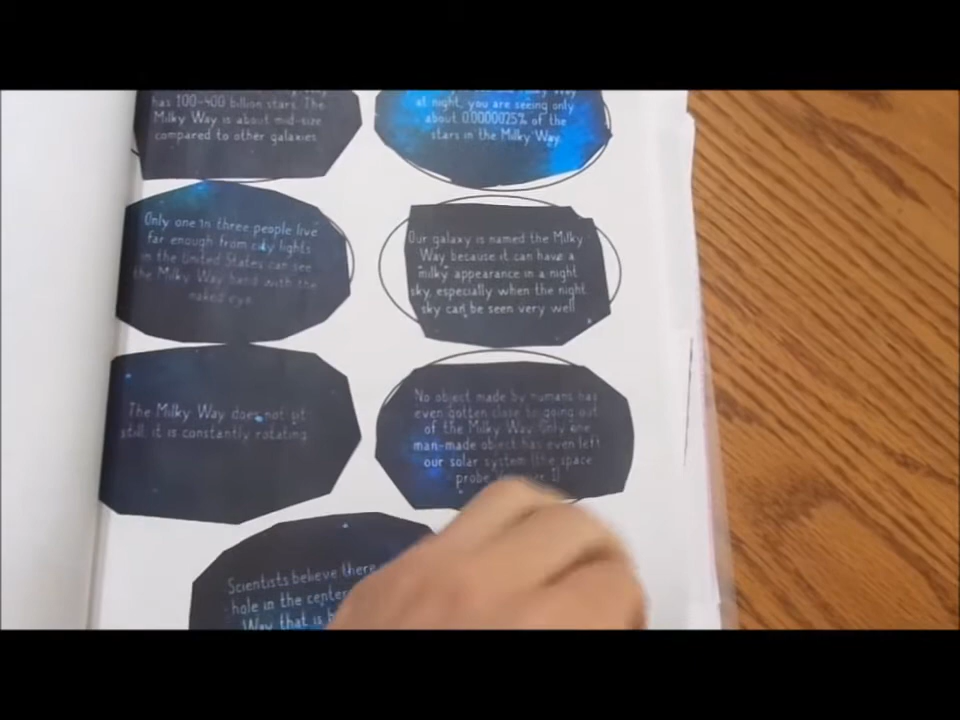 has 100-400 billion stars. The
Milky Way is about mid-size
compared to other galaxies.
at night, you are seeing only
about 0.0000025% of the
stars in the Milky Way.
Only one in three people live
far enough from city lights
in the United States can see
the Milky Way band with the
naked eye
Our galaxy is named the Milky
Way because it can have a
milky appearance in a night
sky, especially when the night
sky can be seen very well
The Milky Way does not sit
still, it is constantly rotating
No object made by humans has
even gotten close to going out
of the Milky Way. Only one
man-made object has even left
our solar system (the space
probe
Scientists believe there
hole in the center
Way that is